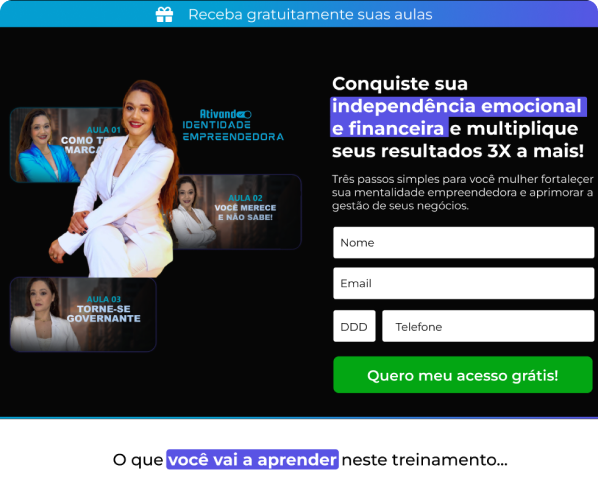 Receba gratuitamente suas aulas
Ativando
IDENTIDADE
EMPREENDEDORA
AULA 01
COMO
MARCA
AULA 02
VOCÊ MERECE
E NÃO SABE!
AULA 03
TORNE-SE
GOVERNANTE
Conquiste sua
independência emocional
e financeira e multiplique
seus resultados 3X a mais!
Três passos simples para você mulher fortaleçer
sua mentalidade empreendedora e aprimorar a
gestão de seus negócios.
Nome
Email
DDD Telefone
Quero meu acesso grátis!
O que você vai a aprender neste treinamento...